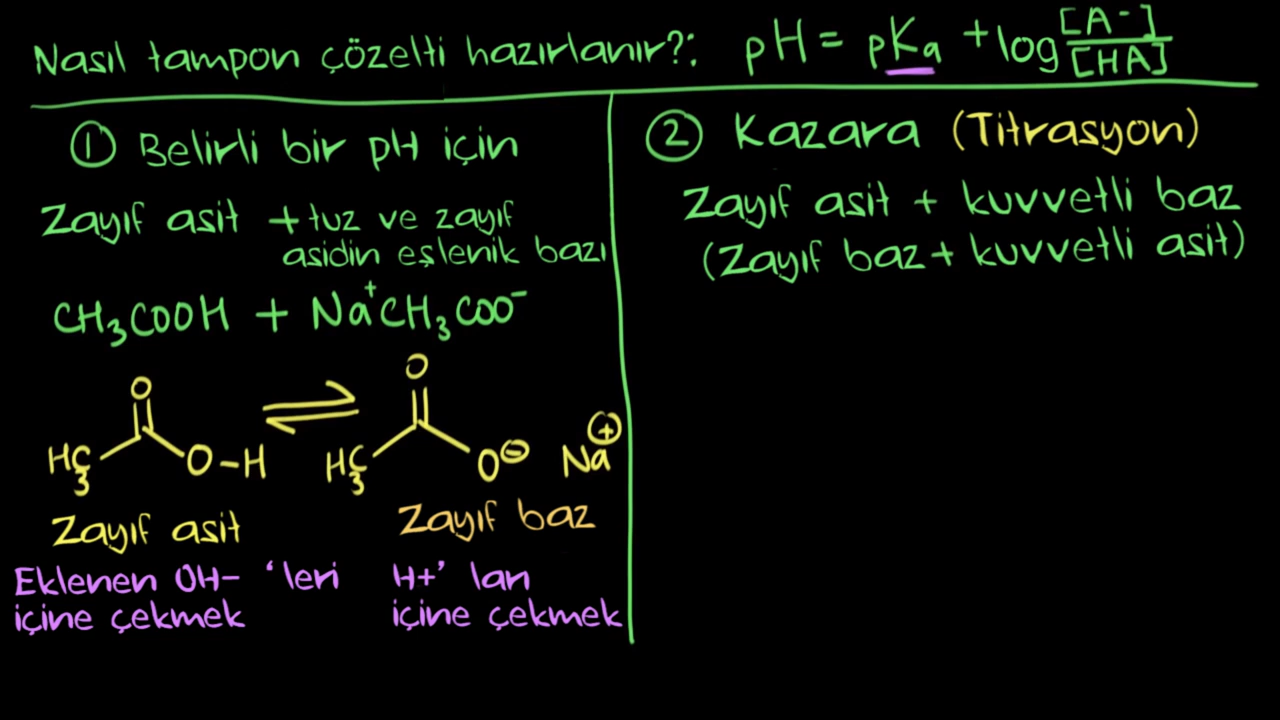 Nasıl tampon çözelti hazırlanır?: pH = pKa + log [A-] / [HA]
① Belirli bir pH için
Zayıf asit + tuz ve zayıf
asidin eşlenik bazı
CH₃COOH + Na⁺CH₃COO⁻
O
H₃C O-H
⇌
O
H₃C O⊖ Na⊕
Zayıf asit
Zayıf baz
Eklenen OH- ‘leri
içine çekmek
H+’ ları
içine çekmek
② Kazara (Titrasyon)
Zayıf asit + kuvvetli baz
(Zayıf baz + kuvvetli asit)